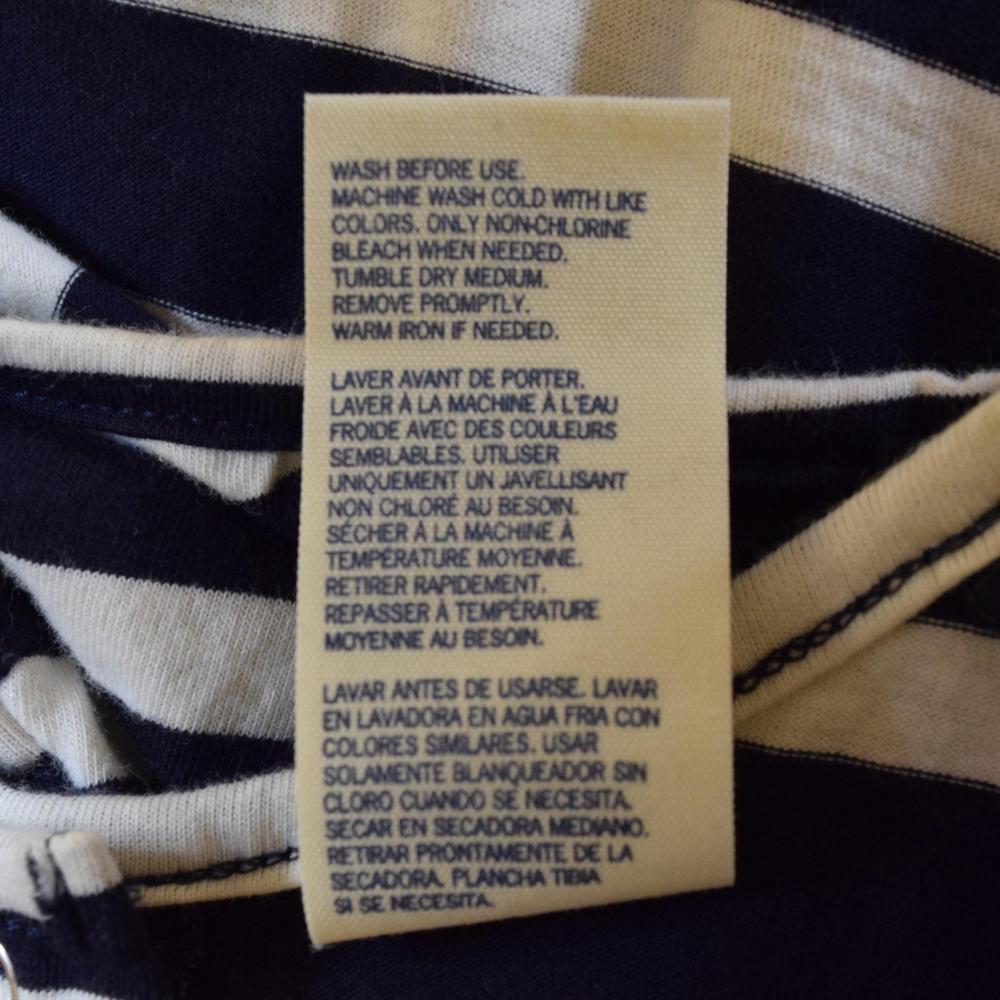 WASH BEFORE USE.
MACHINE WASH COLD WITH LIKE
COLORS. ONLY NON-CHLORINE
BLEACH WHEN NEEDED.
TUMBLE DRY MEDIUM.
REMOVE PROMPTLY.
WARM IRON IF NEEDED.
LAVER AVANT DE PORTER.
LAVER À LA MACHINE À L'EAU
FROIDE AVEC DES COULEURS
SEMBLABLES. UTILISER
UNIQUEMENT UN JAVELLISANT
NON CHLORÉ AU BESOIN.
SÉCHER À LA MACHINE À
TEMPÉRATURE MOYENNE.
RETIRER RAPIDEMENT.
REPASSER À TEMPÉRATURE
MOYENNE AU BESOIN.
LAVAR ANTES DE USARSE. LAVAR
EN LAVADORA EN AGUA FRIA CON
COLORES SIMILARES. USAR
SOLAMENTE BLANQUEADOR SIN
CLORO CUANDO SE NECESITA.
SECAR EN SECADORA MEDIANO.
RETIRAR PRONTAMENTE DE LA
SECADORA. PLANCHA TIBIA
SI SE NECESITA.